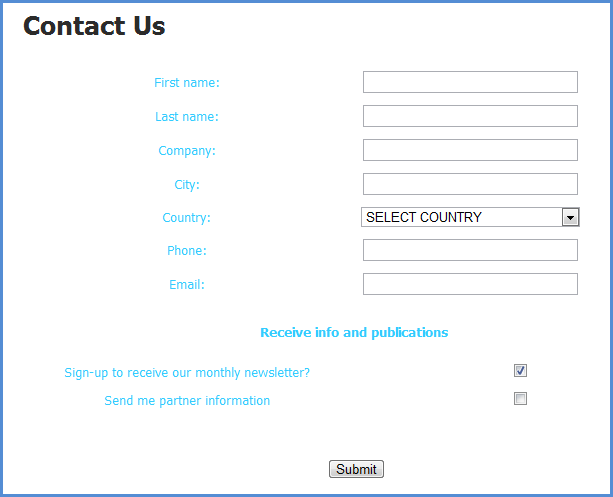 Contact Us
First name:
Last name:
Company:
City:
Country: SELECT COUNTRY
Phone:
Email:
Receive info and publications
Sign-up to receive our monthly newsletter?
Send me partner information
Submit